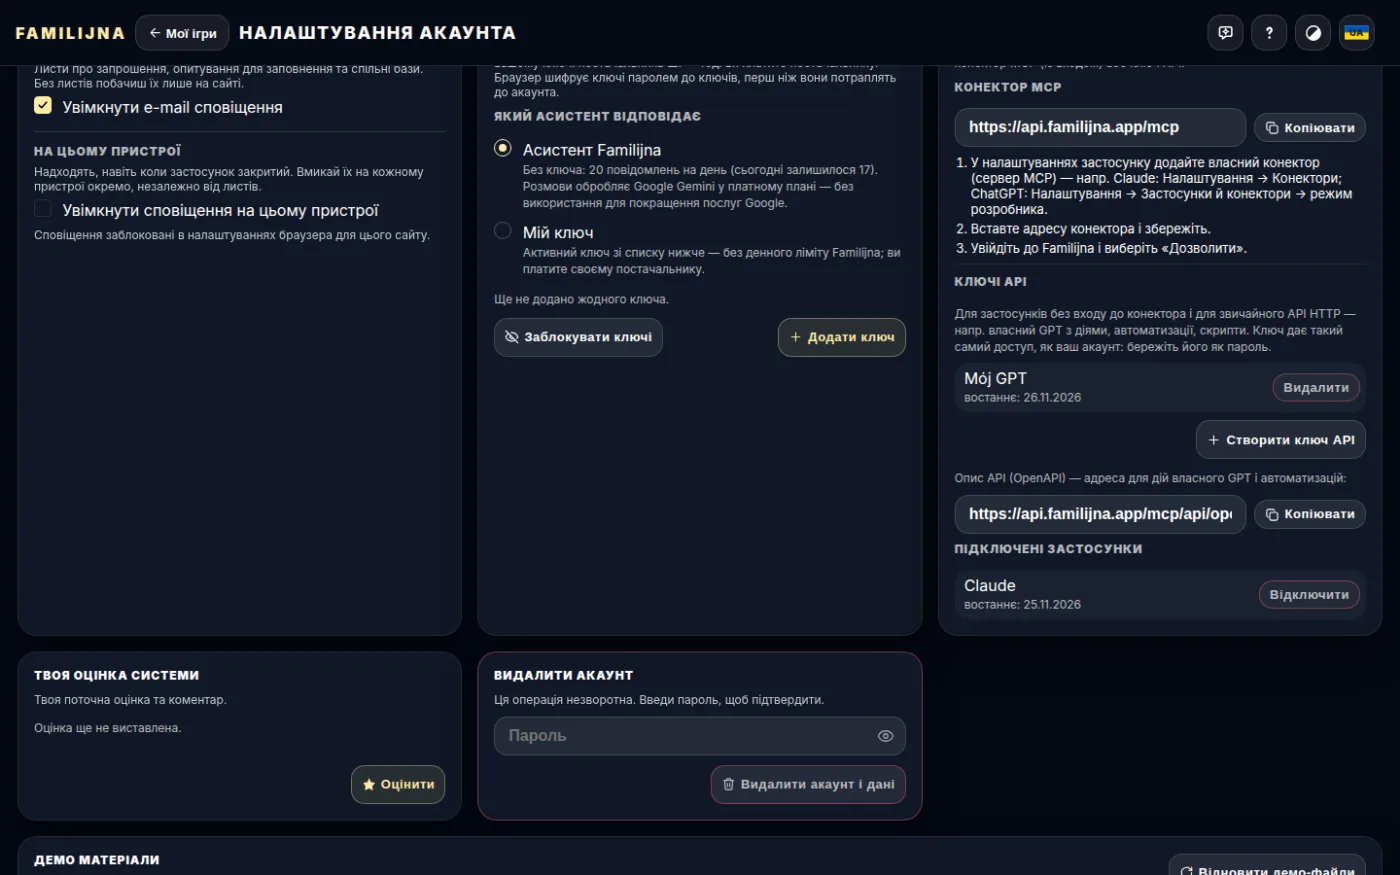 FAMILIJNA
← Мої ігри
НАЛАШТУВАННЯ АКАУНТА
?
UA
Листи про запрошення, опитування для заповнення та спільні бази.
Без листів побачиш їх лише на сайті.
Увімкнути e-mail сповіщення
НА ЦЬОМУ ПРИСТРОЇ
Надходять, навіть коли застосунок закритий. Вмикай їх на кожному
пристрої окремо, незалежно від листів.
Увімкнути сповіщення на цьому пристрої
Сповіщення заблоковані в налаштуваннях браузера для цього сайту.
Браузер шифрує ключі паролем до ключів, перш ніж вони потраплять
до акаунта.
ЯКИЙ АСИСТЕНТ ВІДПОВІДАЄ
Асистент Familijna
Без ключа: 20 повідомлень на день (сьогодні залишилося 17).
Розмови обробляє Google Gemini у платному плані — без
використання для покращення послуг Google.
Мій ключ
Активний ключ зі списку нижче — без денного ліміту Familijna; ви
платите своєму постачальнику.
Ще не додано жодного ключа.
Заблокувати ключі
+ Додати ключ
КОНЕКТОР MCP
https://api.familijna.app/mcp
Копіювати
1. У налаштуваннях застосунку додайте власний конектор
(сервер MCP) — напр. Claude: Налаштування → Конектори;
ChatGPT: Налаштування → Застосунки й конектори → режим
розробника.
2. Вставте адресу конектора і збережіть.
3. Увійдіть до Familijna і виберіть «Дозволити».
КЛЮЧІ API
Для застосунків без входу до конектора і для звичайного API HTTP —
напр. власний GPT з діями, автоматизації, скрипти. Ключ дає такий
самий доступ, як ваш акаунт: бережіть його як пароль.
Mój GPT
востаннє: 26.11.2026
Видалити
+ Створити ключ API
Опис API (OpenAPI) — адреса для дій власного GPT і автоматизацій:
https://api.familijna.app/mcp/api/ope
Копіювати
ПІДКЛЮЧЕНІ ЗАСТОСУНКИ
Claude
востаннє: 25.11.2026
Відключити
ТВОЯ ОЦІНКА СИСТЕМИ
Твоя поточна оцінка та коментар.
Оцінка ще не виставлена.
Оцінити
ВИДАЛИТИ АКАУНТ
Ця операція незворотна. Введи пароль, щоб підтвердити.
Пароль
Видалити акаунт і дані
ДЕМО МАТЕРІАЛИ
Відновити демо-файли